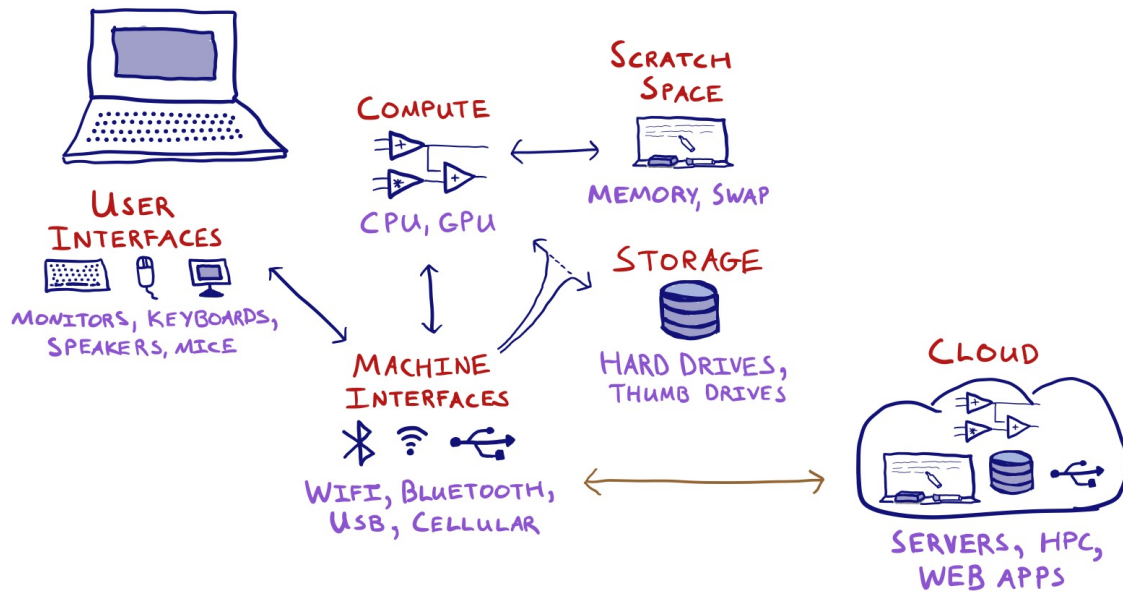 SCRATCH
SPACE
COMPUTE
+
*
+
MEMORY, SWAP
CPU, GPU
USER
INTERFACES
STORAGE
MONITORS, KEYBOARDS,
SPEAKERS, MICE
MACHINE
INTERFACES
HARD DRIVES,
THUMB DRIVES
CLOUD
+
*
+
WIFI, BLUETOOTH,
USB, CELLULAR
SERVERS, HPC,
WEB APPS